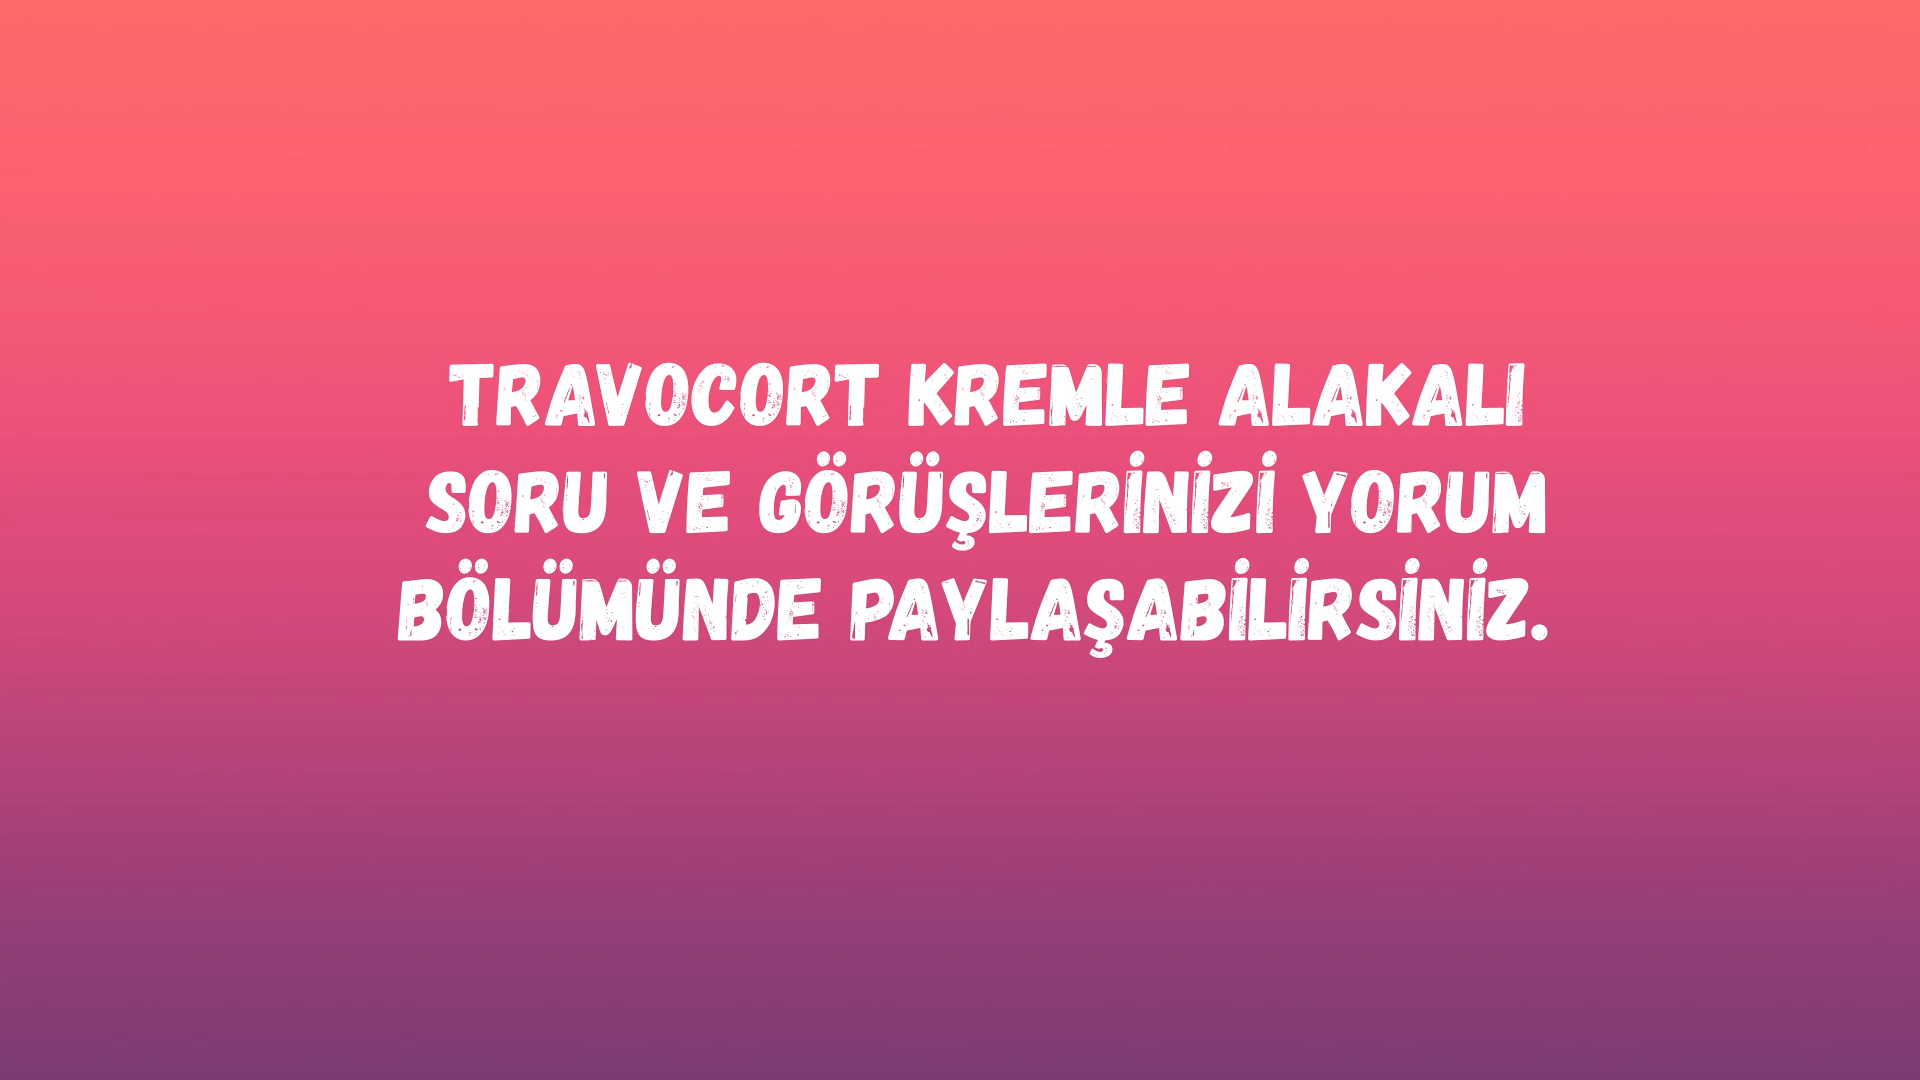 TRAVOCORT KREMLE ALAKALI
SORU VE GÖRÜŞLERİNİZİ YORUM
BÖLÜMÜNDE PAYLAŞABİLİRSİNİZ.